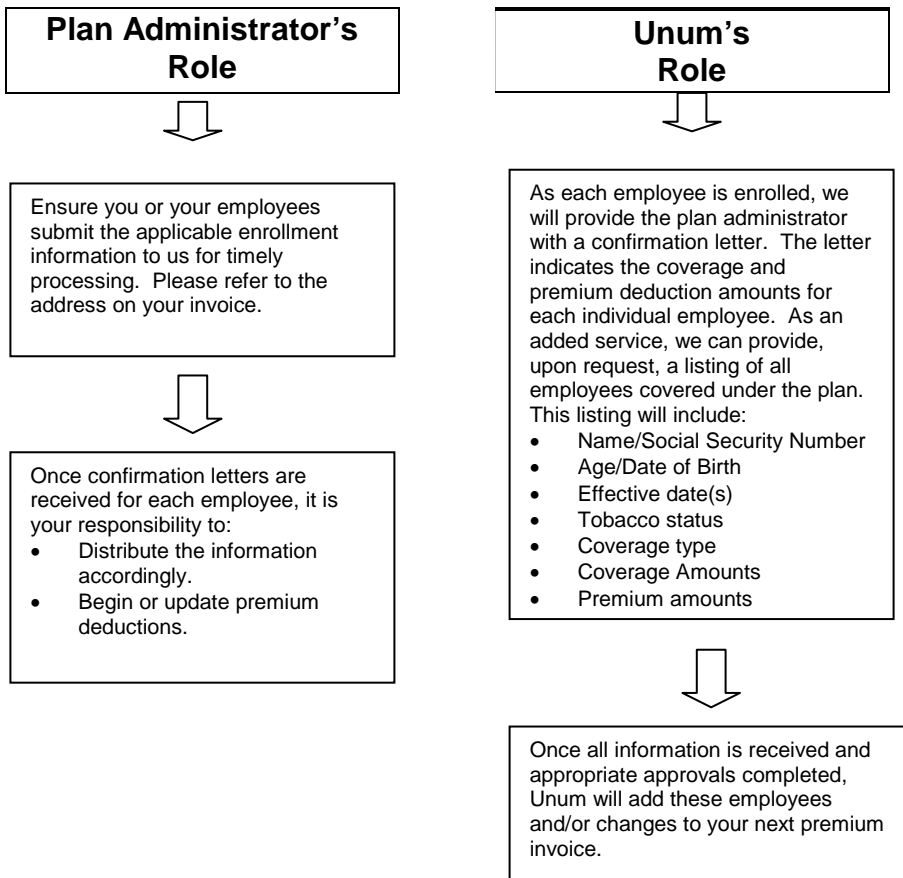 Plan Administrator's
Role
Ensure you or your employees
submit the applicable enrollment
information to us for timely
processing.  Please refer to the
address on your invoice.
Once confirmation letters are
received for each employee, it is
your responsibility to:
• Distribute the information
accordingly.
• Begin or update premium
deductions.
Unum's
Role
As each employee is enrolled, we
will provide the plan administrator
with a confirmation letter.  The letter
indicates the coverage and
premium deduction amounts for
each individual employee.  As an
added service, we can provide,
upon request, a listing of all
employees covered under the plan.
This listing will include:
• Name/Social Security Number
• Age/Date of Birth
• Effective date(s)
• Tobacco status
• Coverage type
• Coverage Amounts
• Premium amounts
Once all information is received and
appropriate approvals completed,
Unum will add these employees
and/or changes to your next premium
invoice.